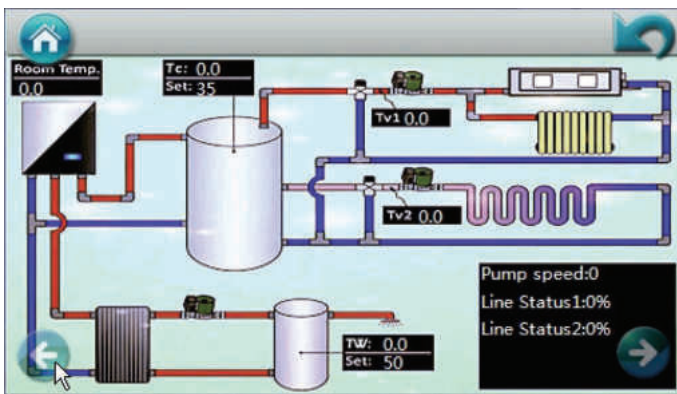 Room Temp.
0.0
Tc: 0.0
Set: 35
Tv1 0.0
Tv2 0.0
Pump speed:0
Line Status1:0%
Line Status2:0%
TW: 0.0
Set: 50